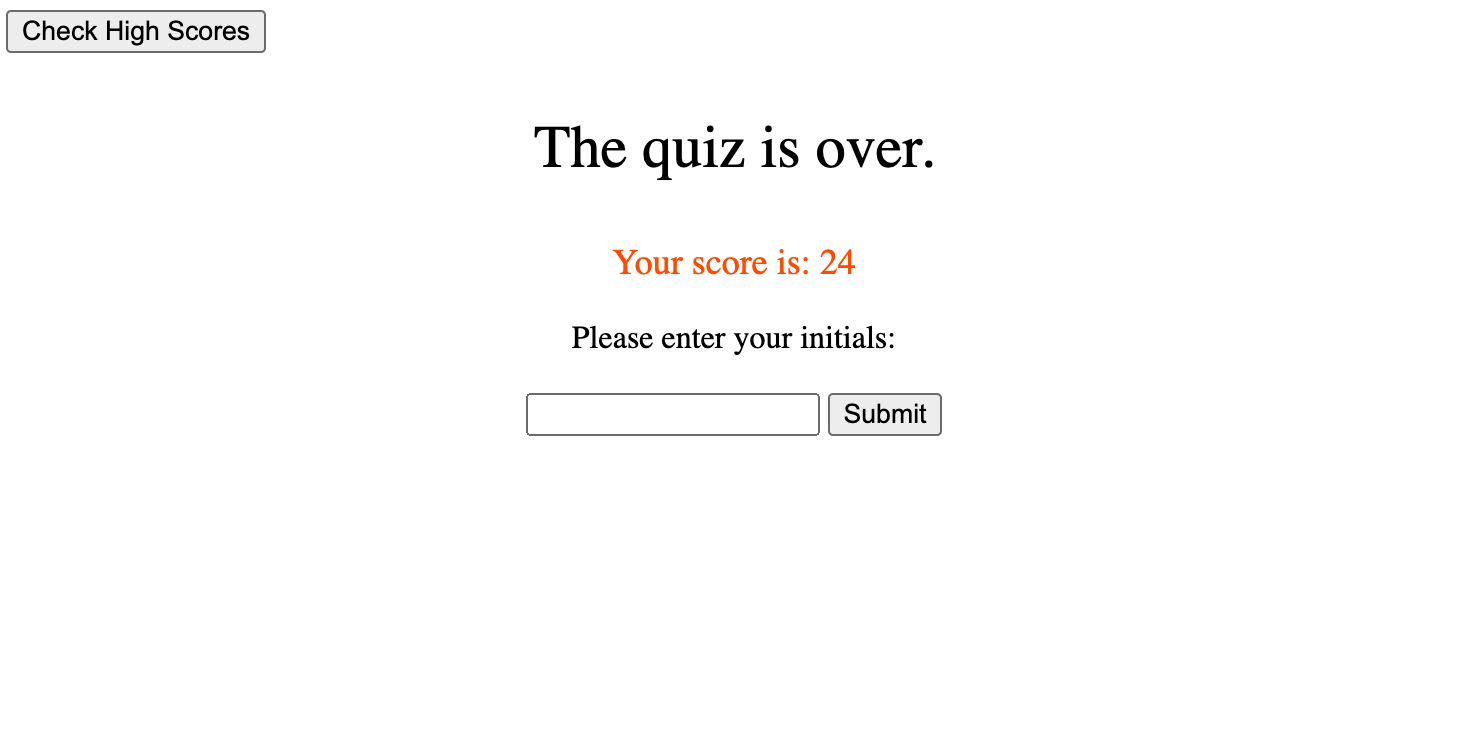 Check High Scores
The quiz is over.
Your score is: 24
Please enter your initials:
Submit